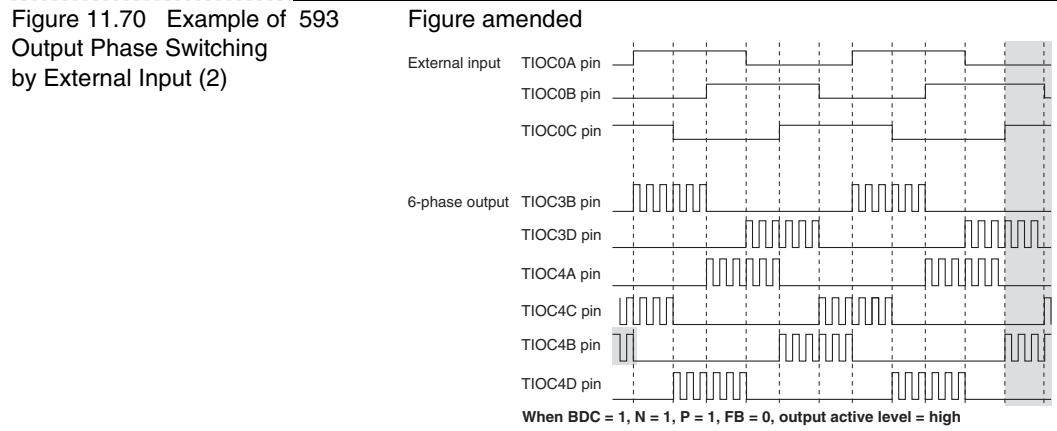 Figure 11.70 Example of 593
Output Phase Switching
by External Input (2)
Figure amended
External input TIOC0A pin
TIOC0B pin
TIOC0C pin
6-phase output TIOC3B pin
TIOC3D pin
TIOC4A pin
TIOC4C pin
TIOC4B pin
TIOC4D pin
When BDC = 1, N = 1, P = 1, FB = 0, output active level = high